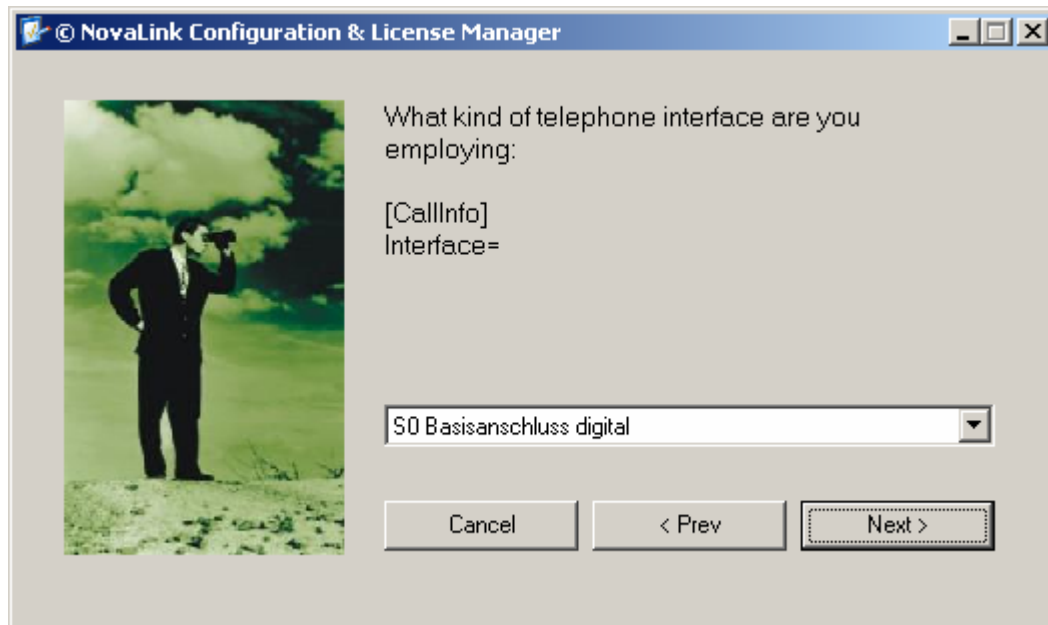 © NovaLink Configuration & License Manager
What kind of telephone interface are you
employing:
[CallInfo]
Interface=
S0 Basisanschluss digital
Cancel
< Prev
Next >